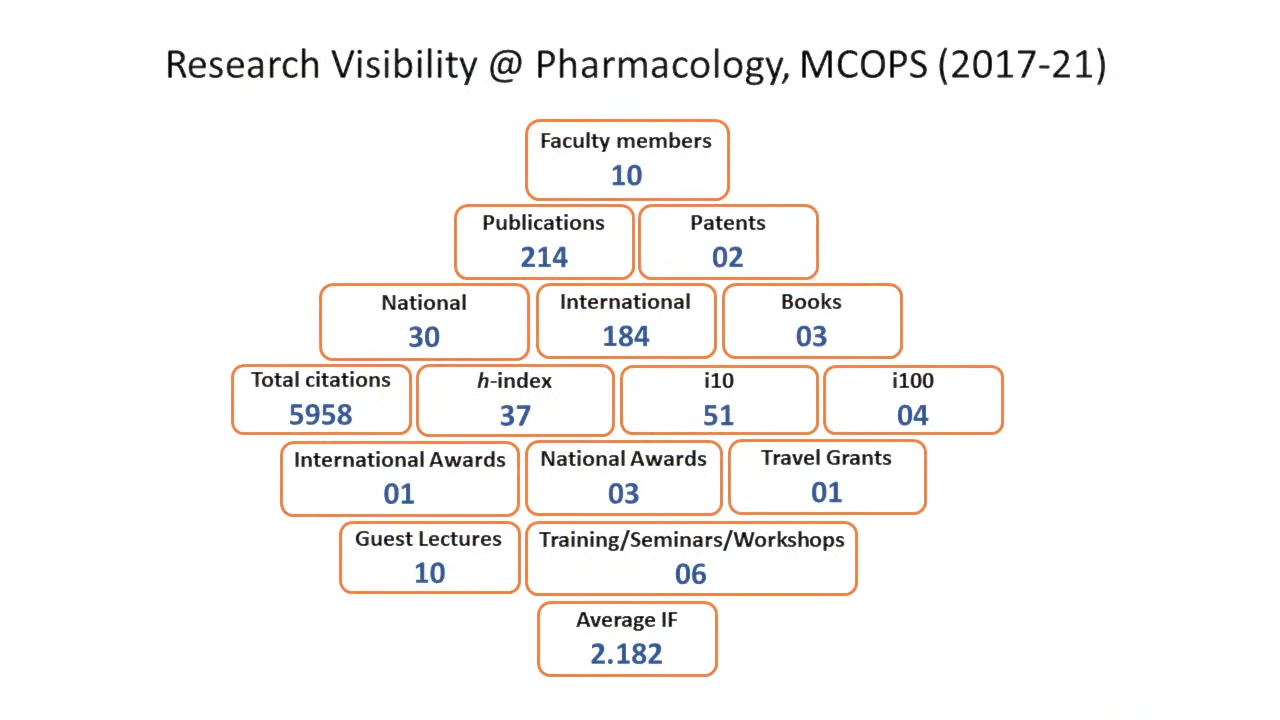 Research Visibility @ Pharmacology, MCOPS (2017-21)
Faculty members
10
Publications
214
Patents
02
National
30
International
184
Books
03
Total citations
5958
h-index
37
i10
51
i100
04
International Awards
01
National Awards
03
Travel Grants
01
Guest Lectures
10
Training/Seminars/Workshops
06
Average IF
2.182